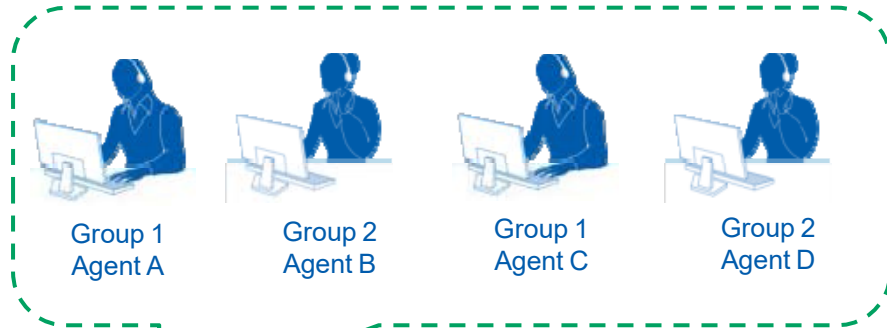 Group 1
Agent A
Group 2
Agent B
Group 1
Agent C
Group 2
Agent D